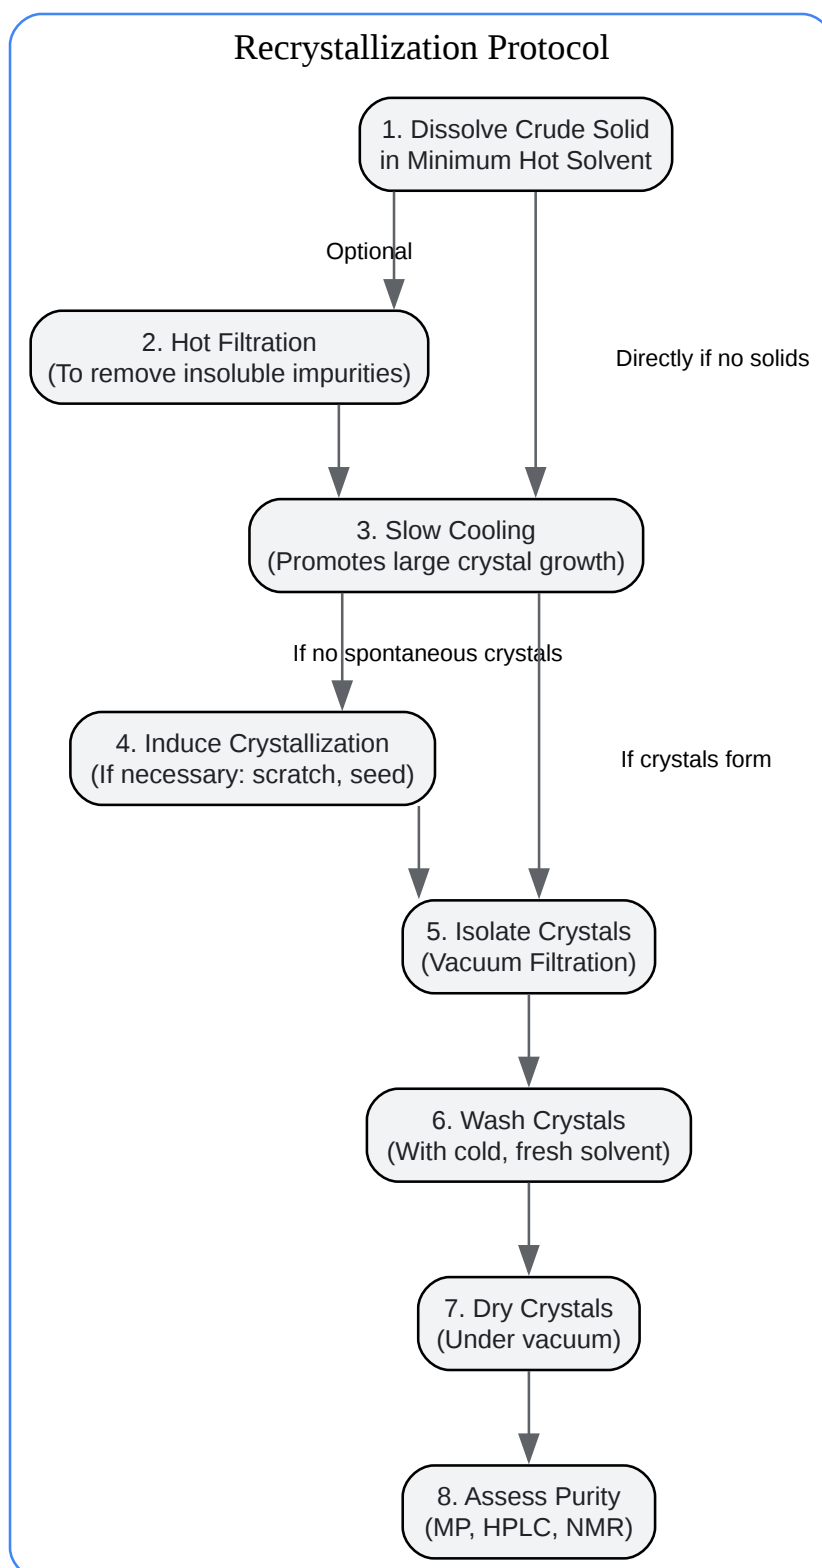 Recrystallization Protocol
1. Dissolve Crude Solid
in Minimum Hot Solvent
Optional
2. Hot Filtration
(To remove insoluble impurities)
Directly if no solids
3. Slow Cooling
(Promotes large crystal growth)
If no spontaneous crystals
4. Induce Crystallization
(If necessary: scratch, seed)
If crystals form
5. Isolate Crystals
(Vacuum Filtration)
6. Wash Crystals
(With cold, fresh solvent)
7. Dry Crystals
(Under vacuum)
8. Assess Purity
(MP, HPLC, NMR)